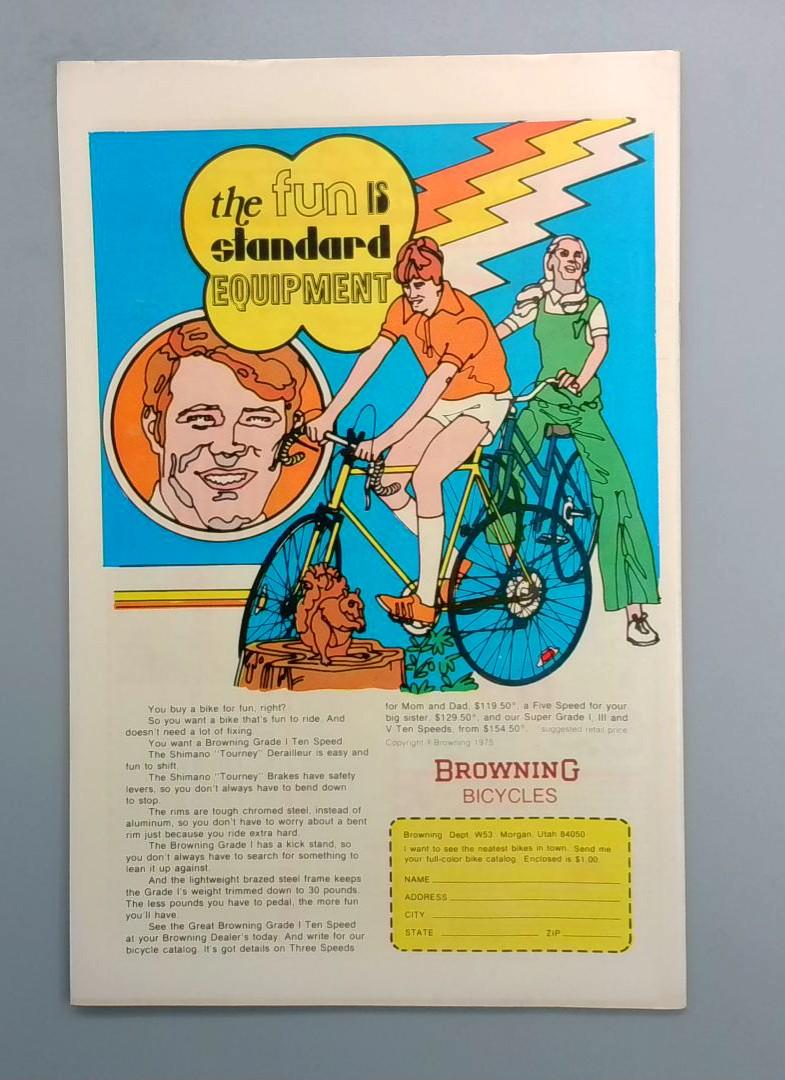 the fun IS
standard
EQUIPMENT
You buy a bike for fun, right?
So you want a bike that's fun to ride. And
doesn't need a lot of fixing.
You want a Browning Grade I Ten Speed.
The Shimano "Tourney" Derailleur is easy and
fun to shift.
The Shimano "Tourney" Brakes have safety
levers, so you don't always have to bend down
to stop.
The rims are tough chromed steel, instead of
aluminum, so you don't have to worry about a bent
rim just because you ride extra hard.
The Browning Grade I has a kick stand, so
you don't always have to search for something to
lean it up against.
And the lightweight brazed steel frame keeps
the Grade I's weight trimmed down to 30 pounds.
The less pounds you have to pedal, the more fun
you'll have.
See the Great Browning Grade I Ten Speed
at your Browning Dealer's today. And write for our
bicycle catalog. It's got details on Three Speeds
for Mom and Dad, $119.50*, a Five Speed for your
big sister, $129.50*, and our Super Grade I, III and
V Ten Speeds, from $154.50*. *suggested retail price
Copyright © Browning 1975
BROWNING
BICYCLES
Browning Dept. W53, Morgan, Utah 84050
I want to see the neatest bikes in town. Send me
your full-color bike catalog. Enclosed is $1.00.
NAME
ADDRESS
CITY
STATE ZIP